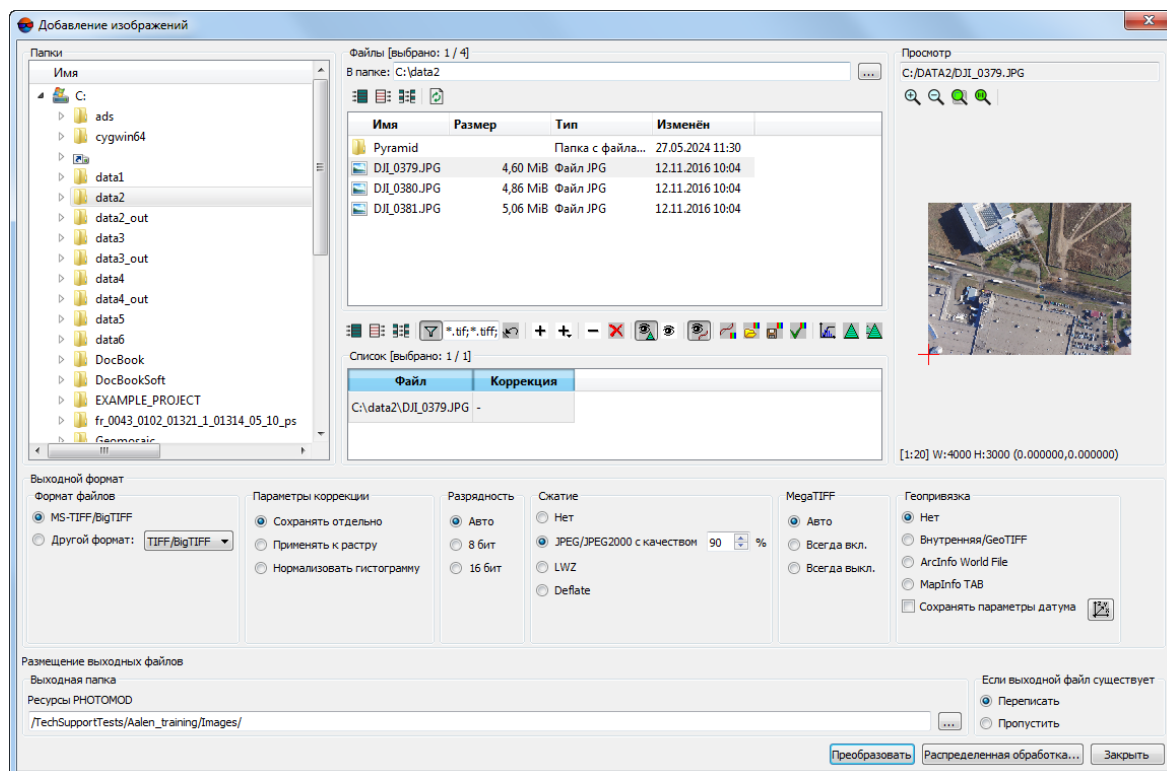 Добавление изображений
Папки
Имя
C:
ads
cygwin64
data1
data2
data2_out
data3
data3_out
data4
data4_out
data5
data6
DocBook
DocBookSoft
EXAMPLE_PROJECT
fr_0043_0102_01321_1_01314_05_10_ps
Geomosaic
Файлы [выбрано: 1 / 4]
В папке: C:\data2 ...
Имя Размер Тип Изменён
Pyramid Папка с файла... 27.05.2024 11:30
DJI_0379.JPG 4,60 MiB Файл JPG 12.11.2016 10:04
DJI_0380.JPG 4,86 MiB Файл JPG 12.11.2016 10:04
DJI_0381.JPG 5,06 MiB Файл JPG 12.11.2016 10:04
*.tif;*.tiff;
Список [выбрано: 1 / 1]
Файл Коррекция
C:\data2\DJI_0379.JPG -
Просмотр
C:/DATA2/DJI_0379.JPG
[1:20] W:4000 H:3000 (0.000000,0.000000)
Выходной формат
Формат файлов
MS-TIFF/BigTIFF
Другой формат: TIFF/BigTIFF
Параметры коррекции
Сохранять отдельно
Применять к растру
Нормализовать гистограмму
Разрядность
Авто
8 бит
16 бит
Сжатие
Нет
JPEG/JPEG2000 с качеством 90 %
LWZ
Deflate
MegaTIFF
Авто
Всегда вкл.
Всегда выкл.
Геопривязка
Нет
Внутренняя/GeoTIFF
ArcInfo World File
MapInfo TAB
Сохранять параметры датума
Размещение выходных файлов
Выходная папка
Ресурсы PHOTOMOD
/TechSupportTests/Aalen_training/Images/ ...
Если выходной файл существует
Переписать
Пропустить
Преобразовать Распределенная обработка... Закрыть